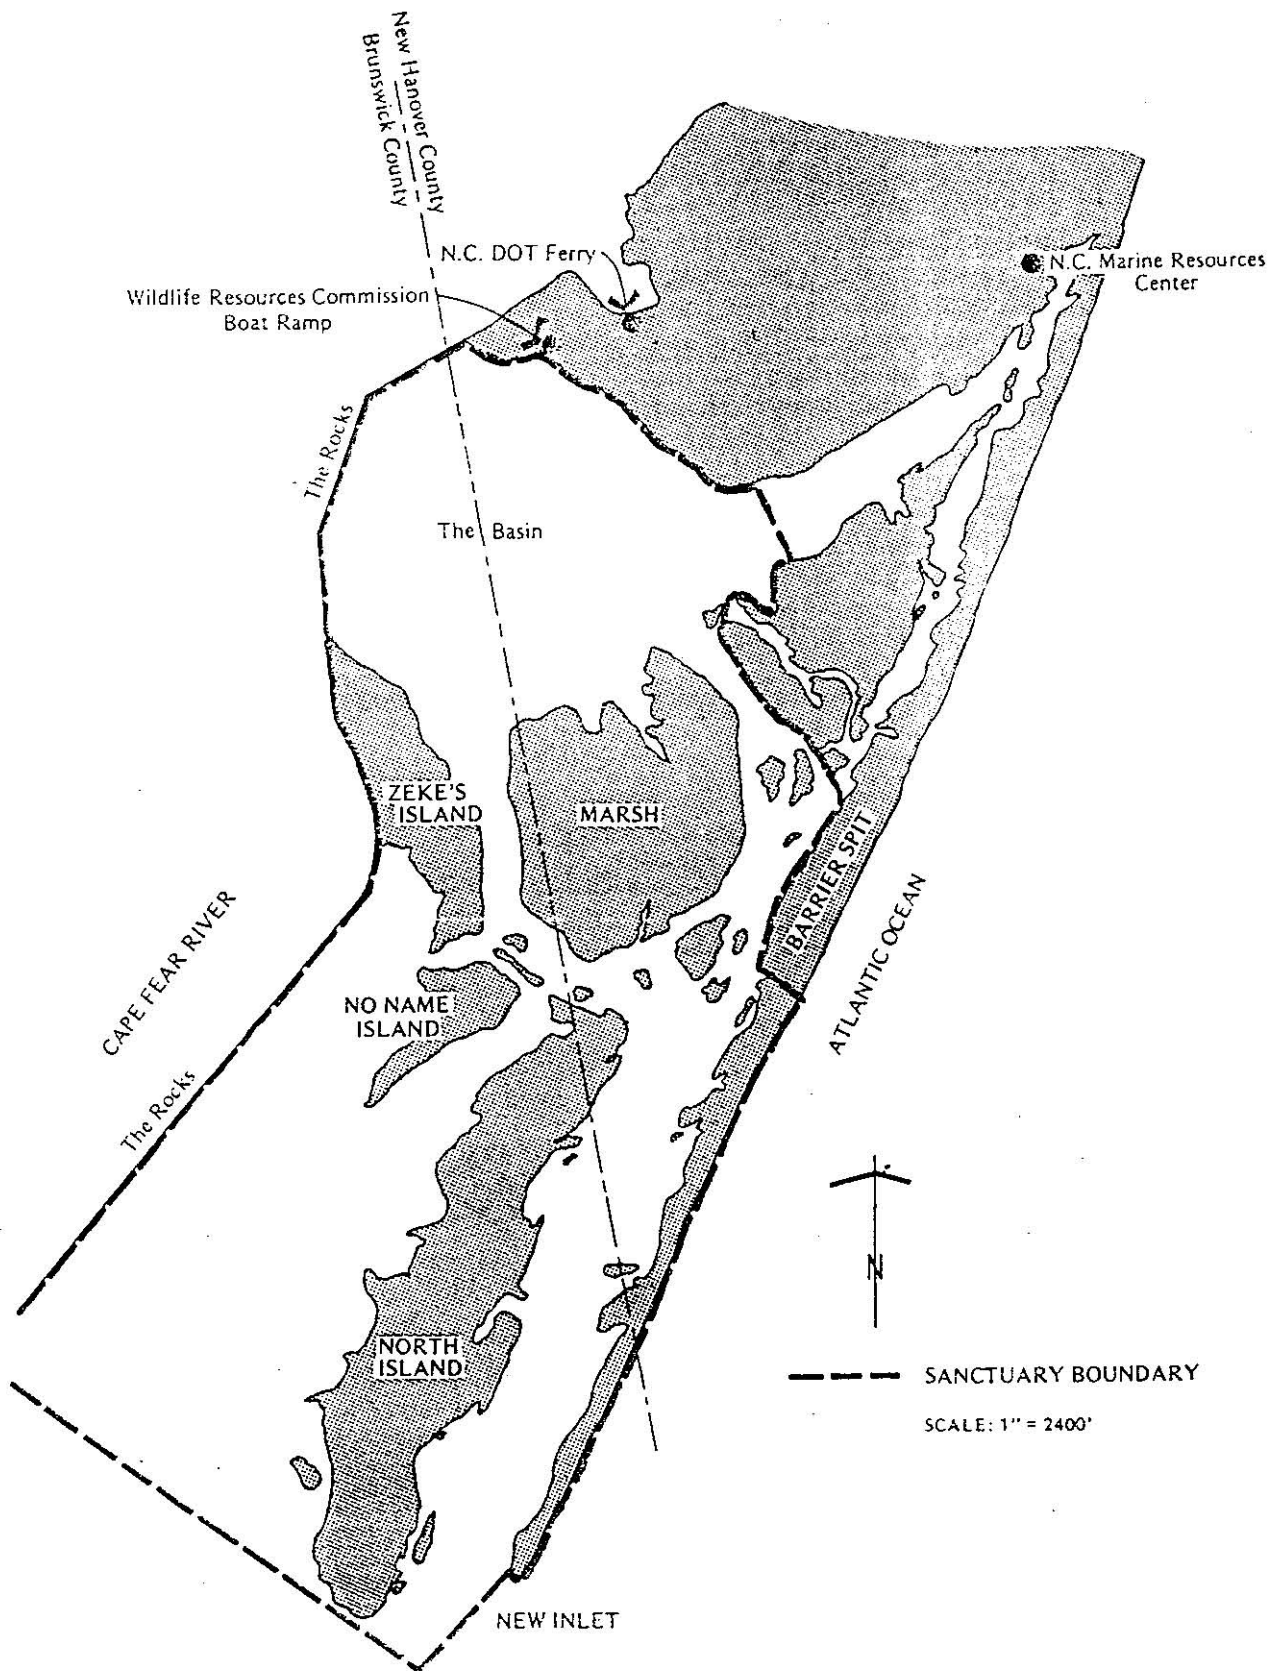 New Hanover County
Brunswick County
N.C. DOT Ferry
N.C. Marine Resources
Center
Wildlife Resources Commission
Boat Ramp
The Rocks
The Basin
ZEKE'S
ISLAND
MARSH
BARRIER SPIT
ATLANTIC OCEAN
CAPE FEAR RIVER
NO NAME
ISLAND
The Rocks
N
NORTH
ISLAND
SANCTUARY BOUNDARY
SCALE: 1" = 2400'
NEW INLET